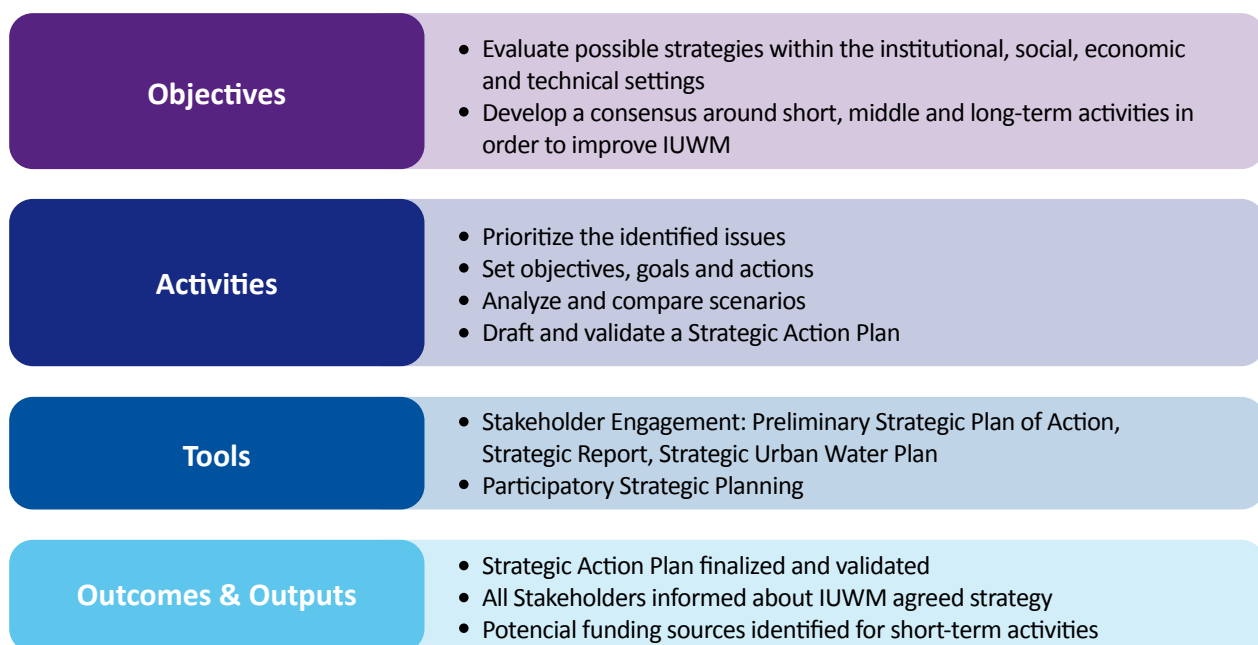 Objectives
• Evaluate possible strategies within the institutional, social, economic
and technical settings
• Develop a consensus around short, middle and long-term activities in
order to improve IUWM
Activities
• Prioritize the identified issues
• Set objectives, goals and actions
• Analyze and compare scenarios
• Draft and validate a Strategic Action Plan
Tools
• Stakeholder Engagement: Preliminary Strategic Plan of Action,
Strategic Report, Strategic Urban Water Plan
• Participatory Strategic Planning
Outcomes & Outputs
• Strategic Action Plan finalized and validated
• All Stakeholders informed about IUWM agreed strategy
• Potencial funding sources identified for short-term activities